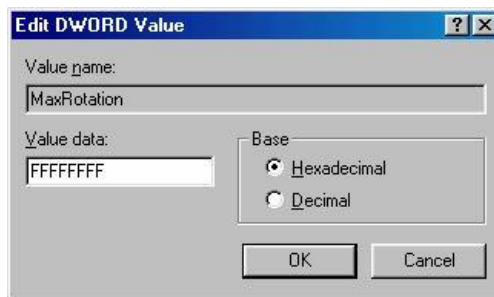 Edit DWORD Value
Value name:
MaxRotation
Value data:
FFFFFFFF
Base
Hexadecimal
Decimal
OK Cancel